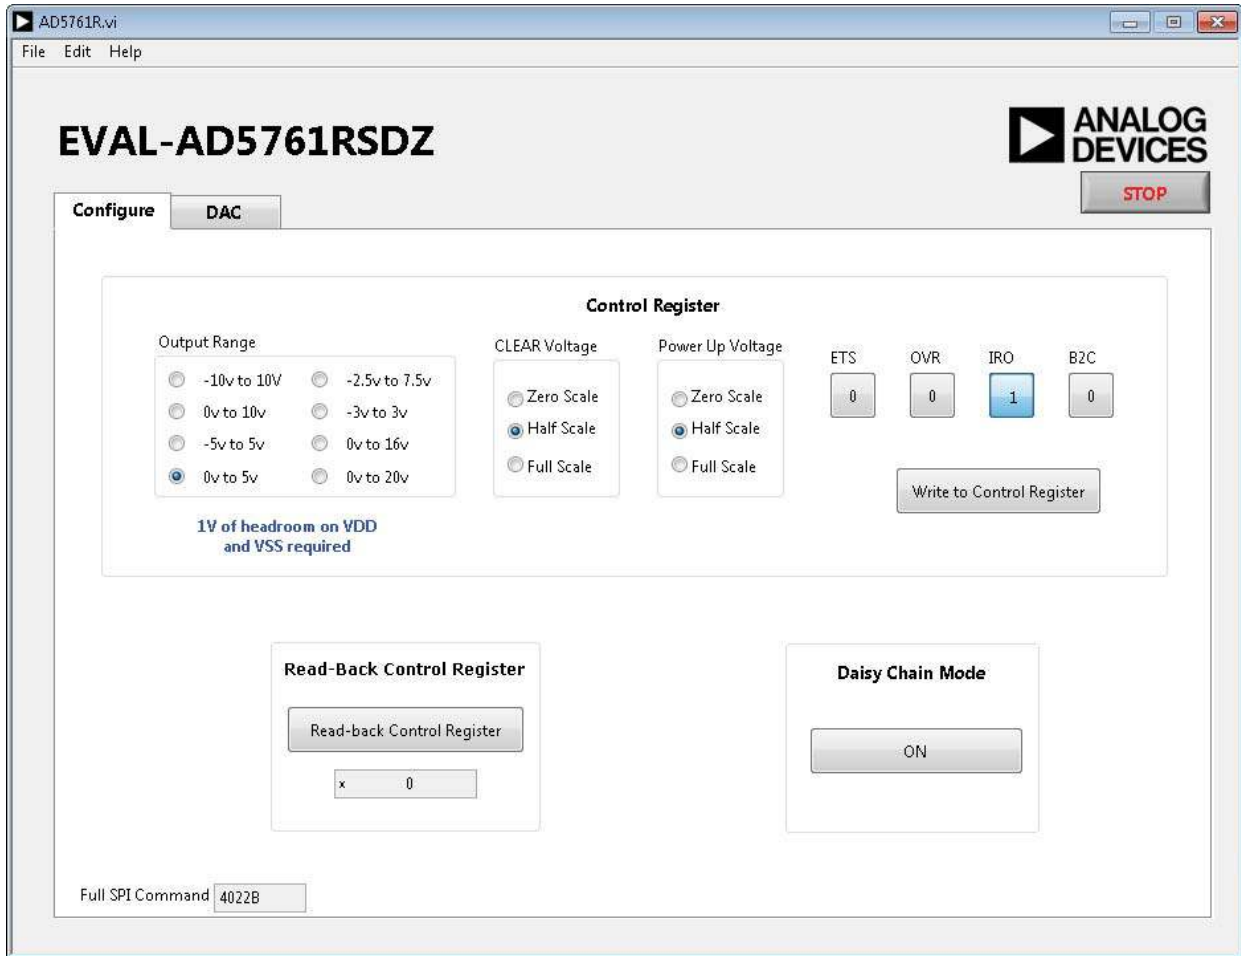 AD5761R.vi
File Edit Help
EVAL-AD5761RSDZ
ANALOG
DEVICES
STOP
Configure DAC
Control Register
Output Range
-10v to 10V
0v to 10v
-5v to 5v
0v to 5v
-2.5v to 7.5v
-3v to 3v
0v to 16v
0v to 20v
1V of headroom on VDD
and VSS required
CLEAR Voltage
Zero Scale
Half Scale
Full Scale
Power Up Voltage
Zero Scale
Half Scale
Full Scale
ETS OVR IRO B2C
0 0 1 0
Write to Control Register
Read-Back Control Register
Read-back Control Register
x 0
Daisy Chain Mode
ON
Full SPI Command 4022B